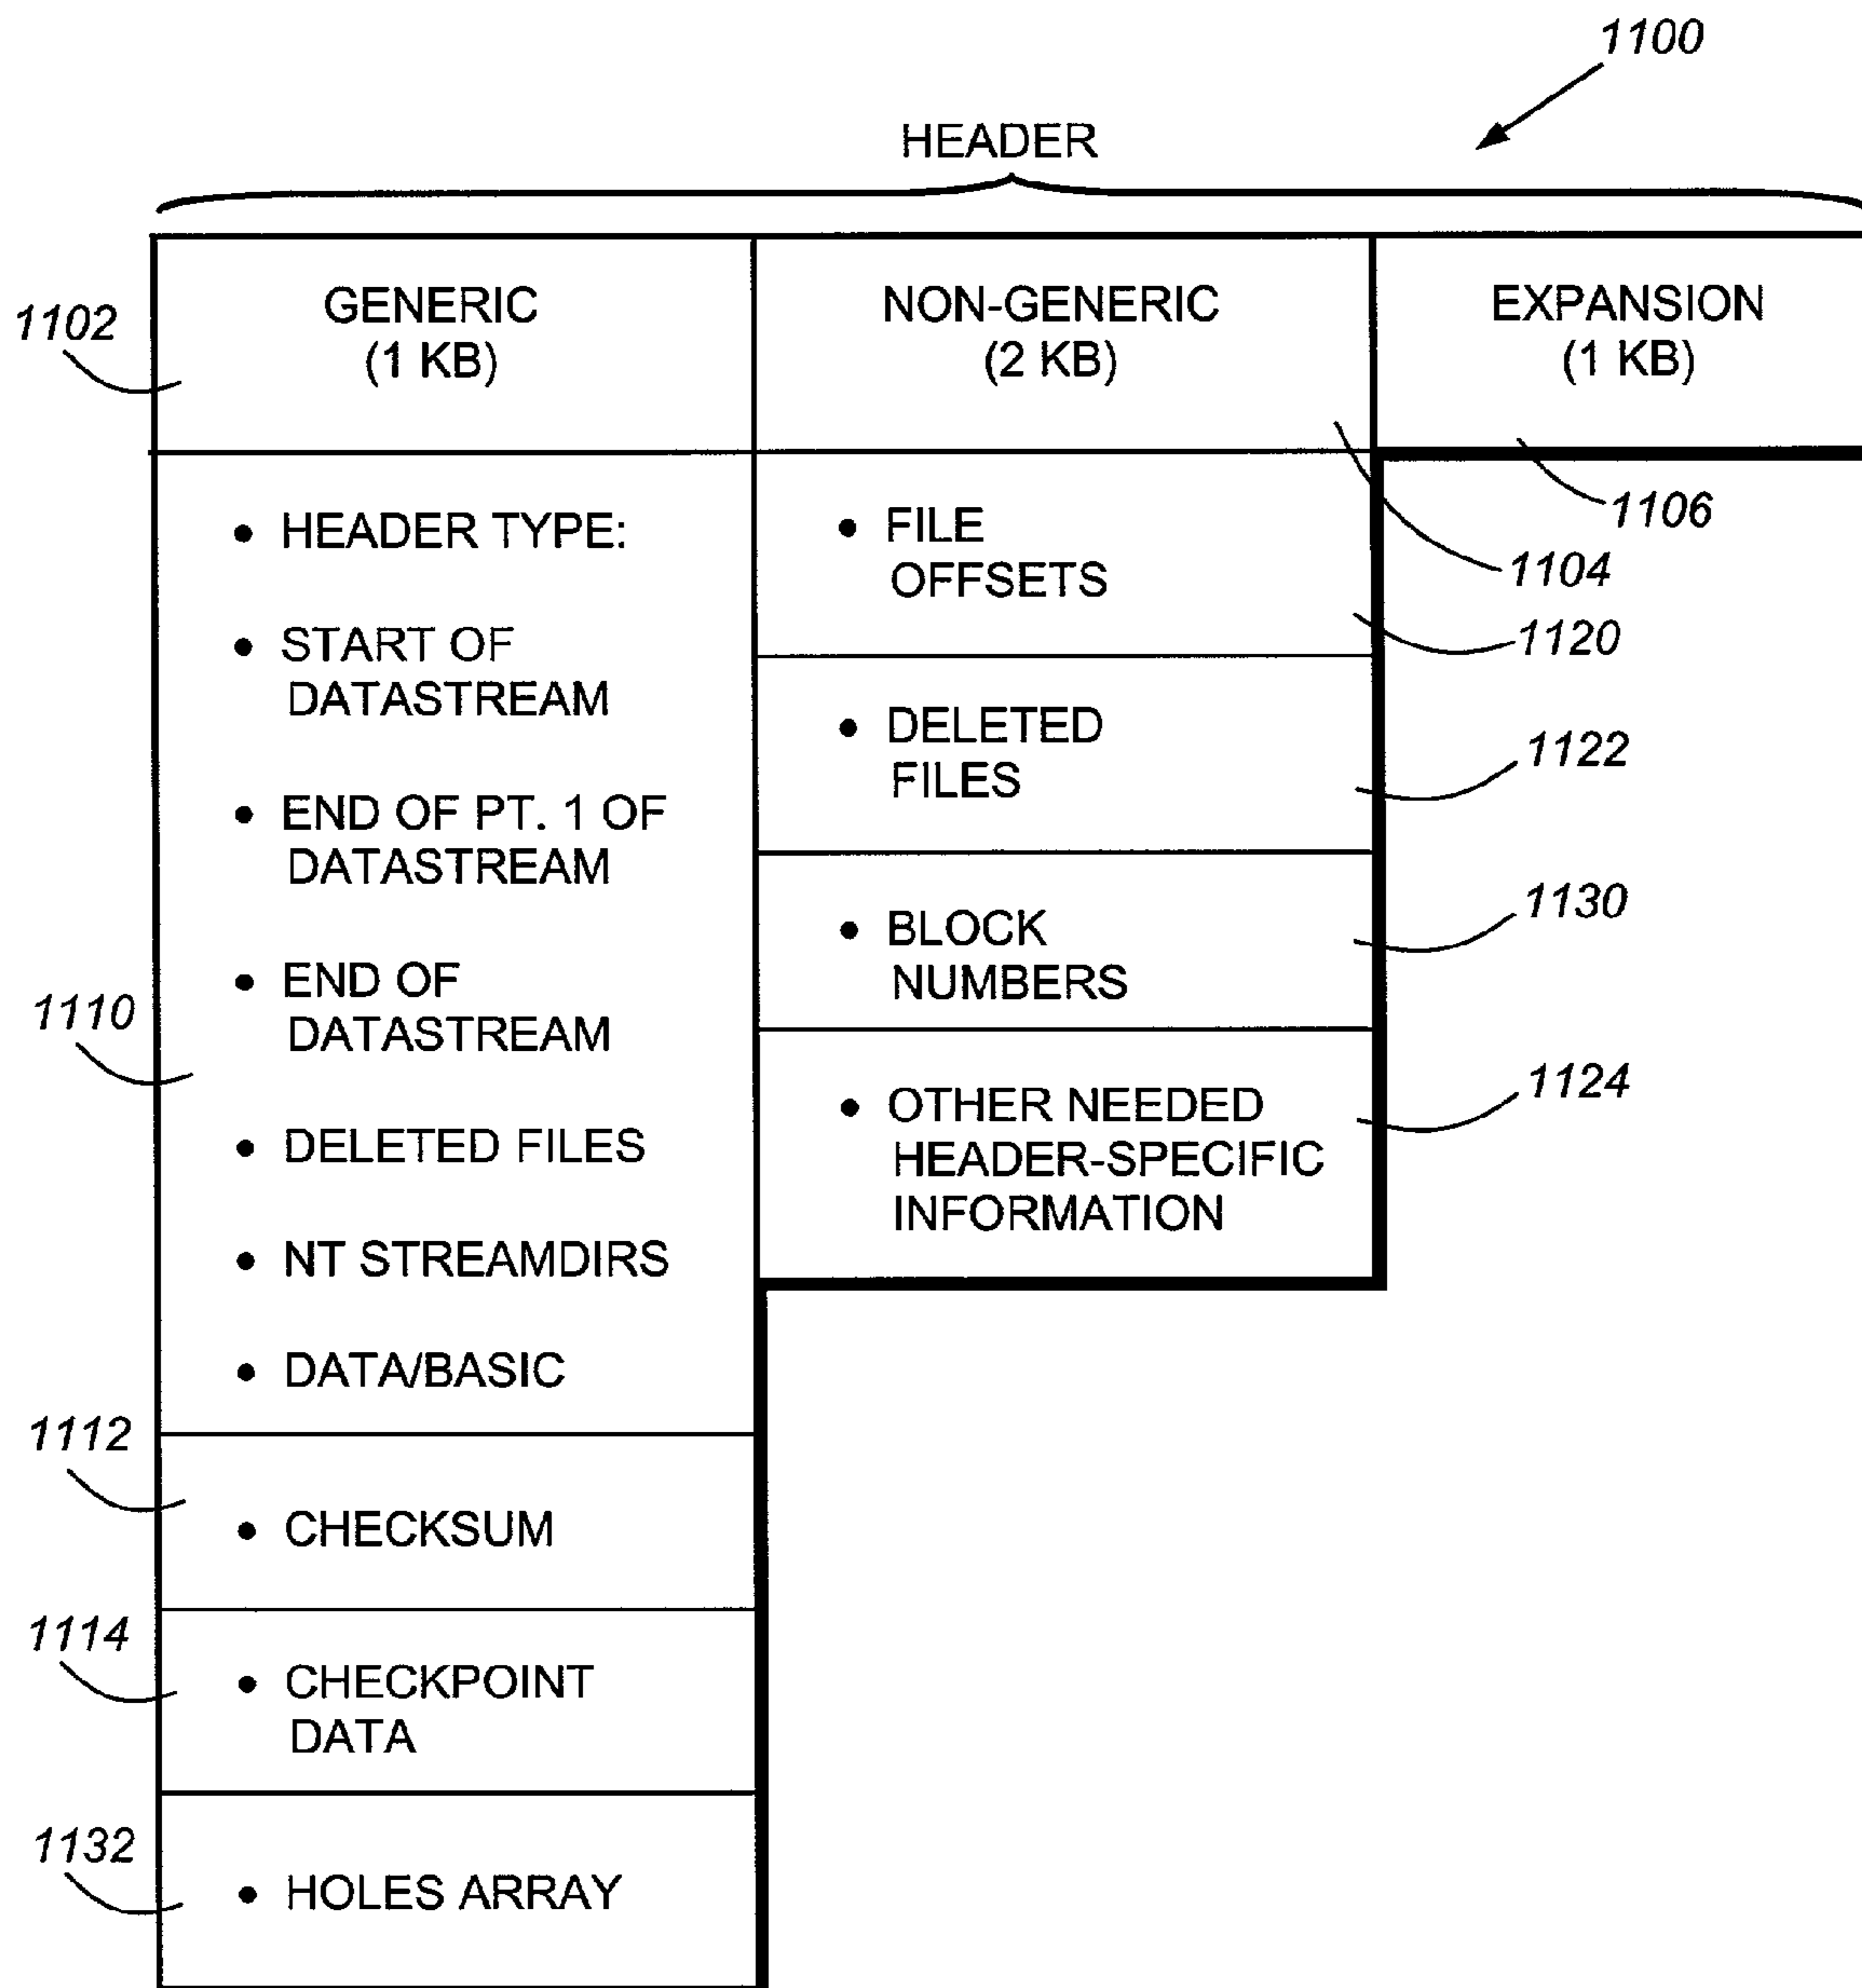 1100
HEADER
1102
GENERIC
(1 KB)
NON-GENERIC
(2 KB)
EXPANSION
(1 KB)
1106
1104
1110
• HEADER TYPE:
• START OF
DATASTREAM
• END OF PT. 1 OF
DATASTREAM
• END OF
DATASTREAM
• DELETED FILES
• NT STREAMDIRS
• DATA/BASIC
1112
• CHECKSUM
1114
• CHECKPOINT
DATA
1132
• HOLES ARRAY
• FILE
OFFSETS
1120
• DELETED
FILES
1122
• BLOCK
NUMBERS
1130
• OTHER NEEDED
HEADER-SPECIFIC
INFORMATION
1124